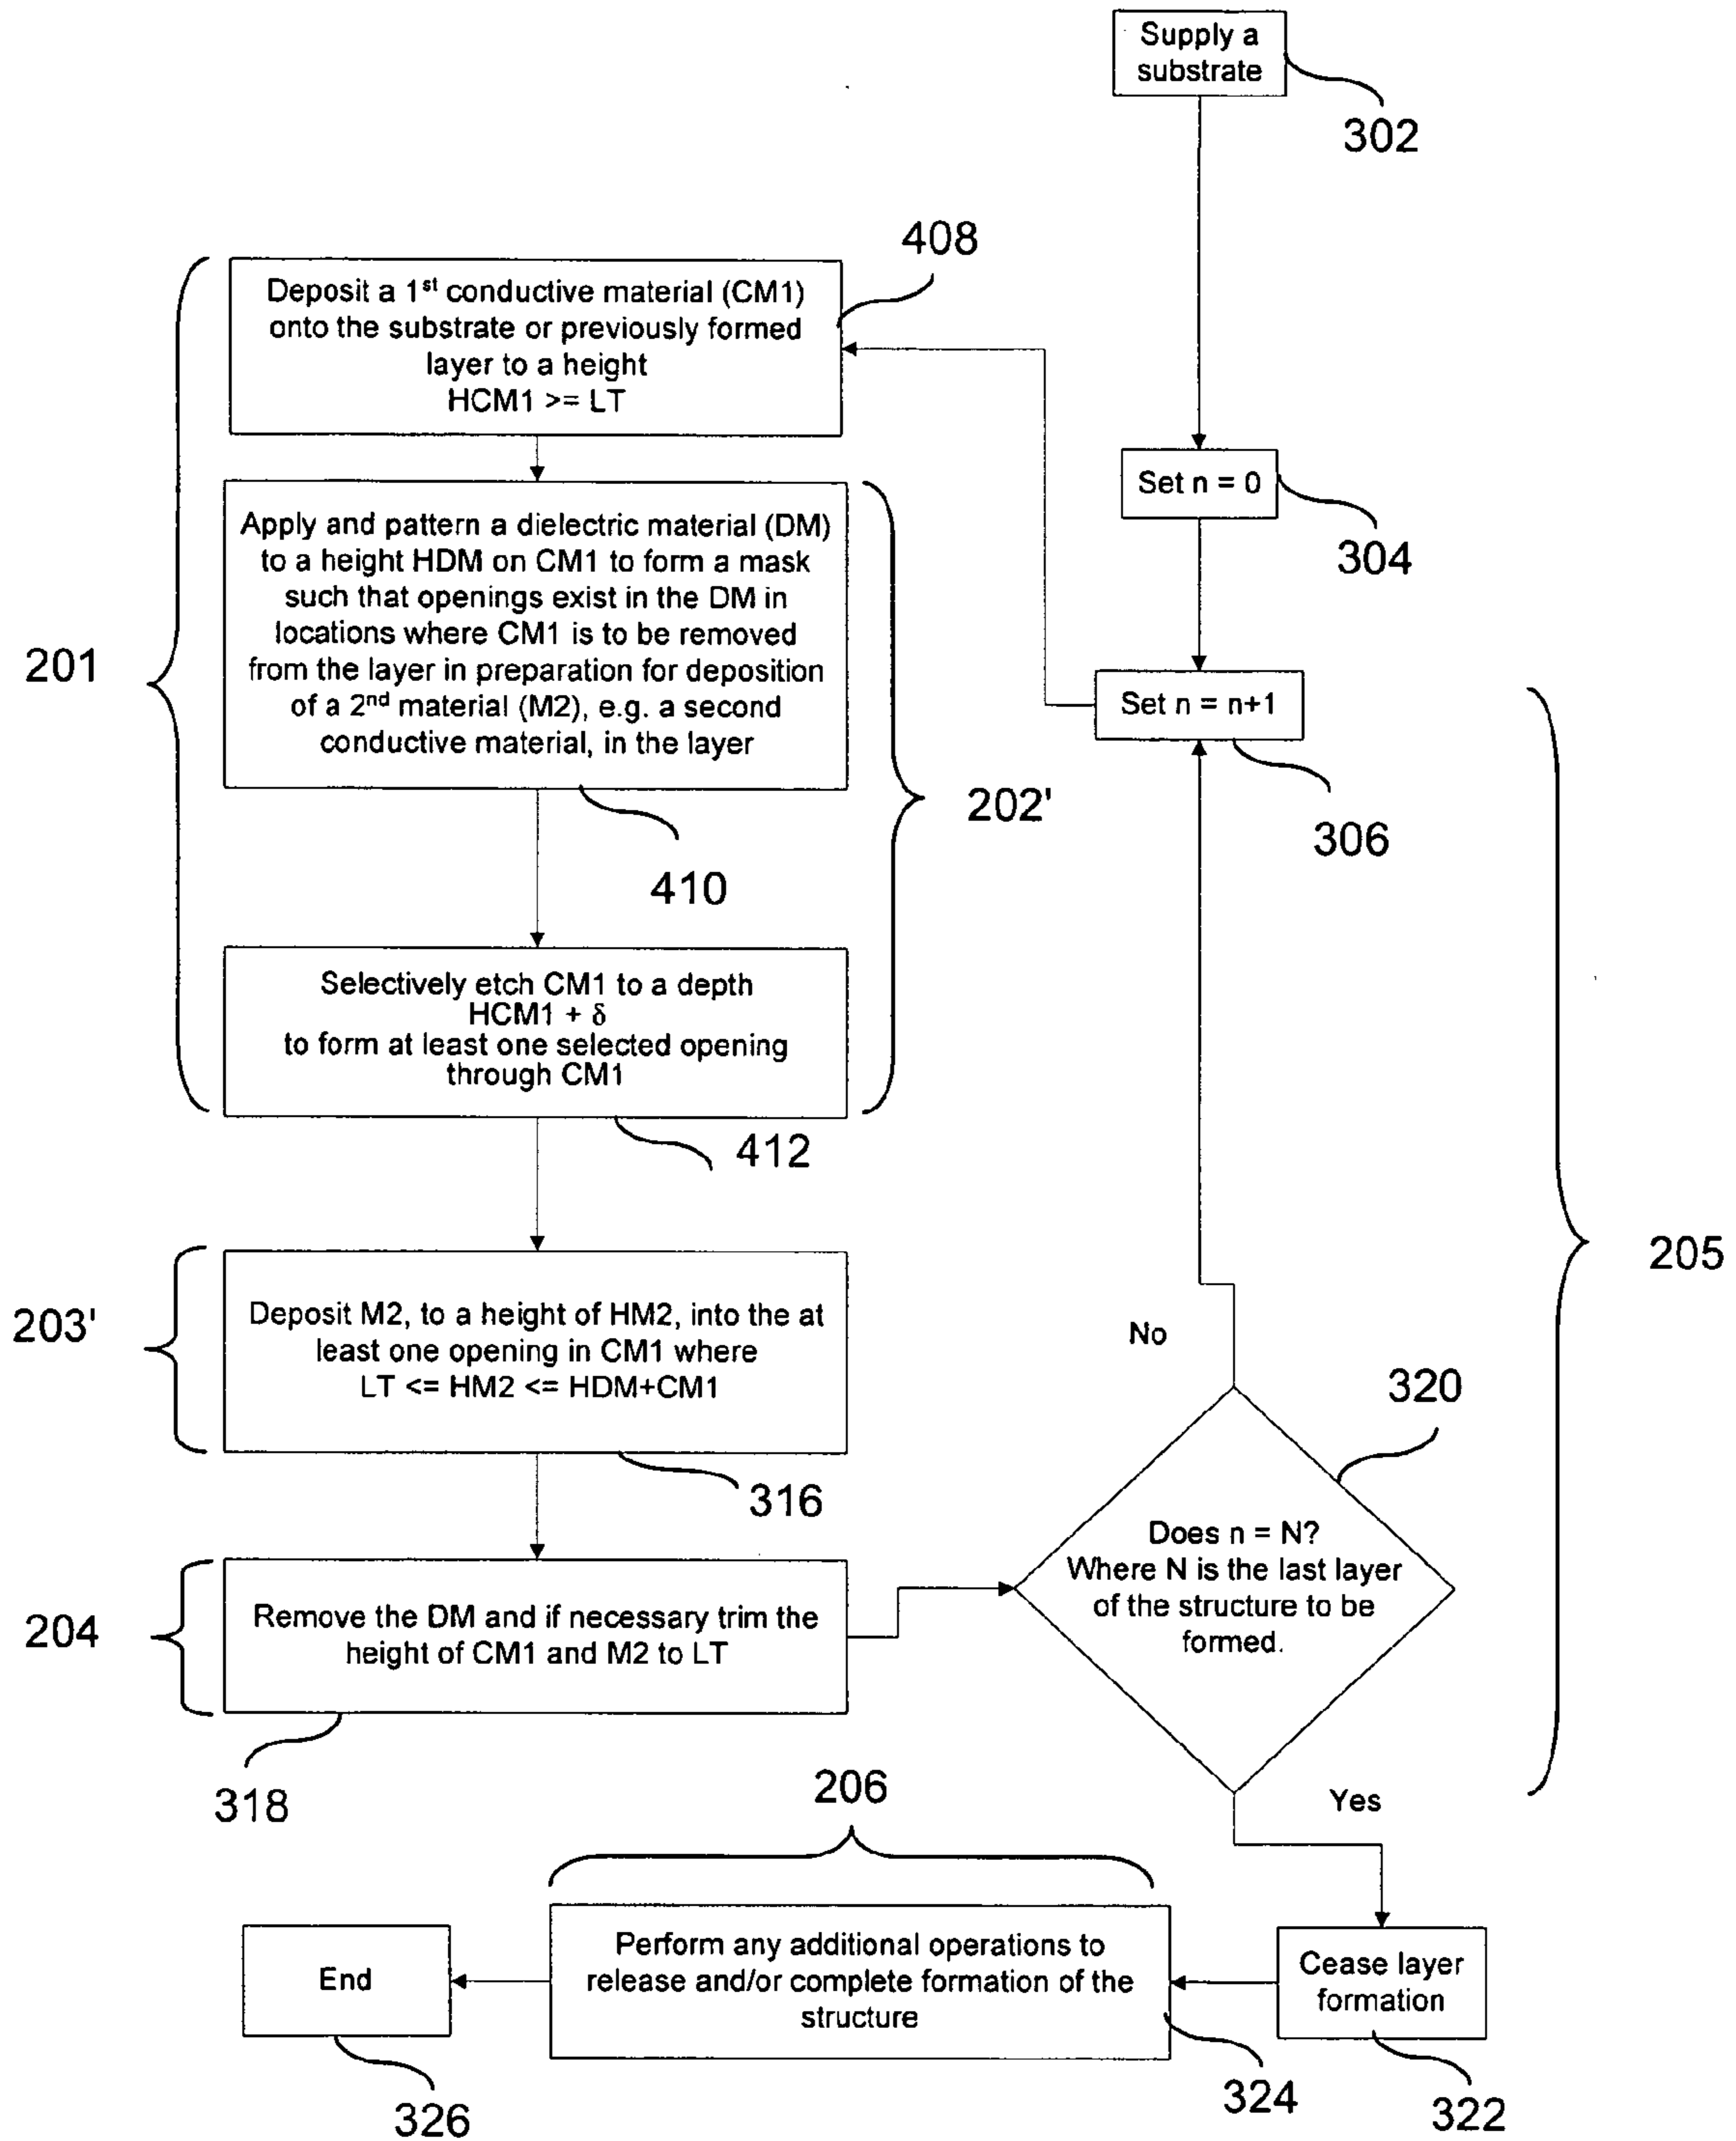 Supply a
substrate
302
Set n = 0
304
Set n = n+1
306
408
Deposit a 1st conductive material (CM1)
onto the substrate or previously formed
layer to a height
HCM1 >= LT
201
Apply and pattern a dielectric material (DM)
to a height HDM on CM1 to form a mask
such that openings exist in the DM in
locations where CM1 is to be removed
from the layer in preparation for deposition
of a 2nd material (M2), e.g. a second
conductive material, in the layer
202'
410
Selectively etch CM1 to a depth
HCM1 + δ
to form at least one selected opening
through CM1
412
203'
Deposit M2, to a height of HM2, into the at
least one opening in CM1 where
LT <= HM2 <= HDM+CM1
316
204
Remove the DM and if necessary trim the
height of CM1 and M2 to LT
318
205
No
320
Does n = N?
Where N is the last layer
of the structure to be
formed.
Yes
206
Cease layer
formation
322
Perform any additional operations to
release and/or complete formation of the
structure
324
End
326